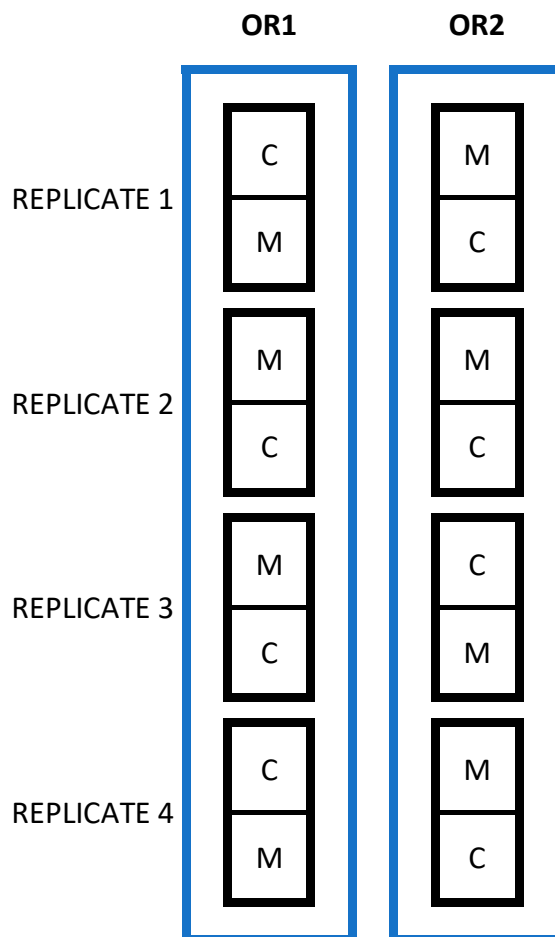 OR1 OR2
C M
REPLICATE 1
M C
M M
REPLICATE 2
C C
M C
REPLICATE 3
C M
C M
REPLICATE 4
M C